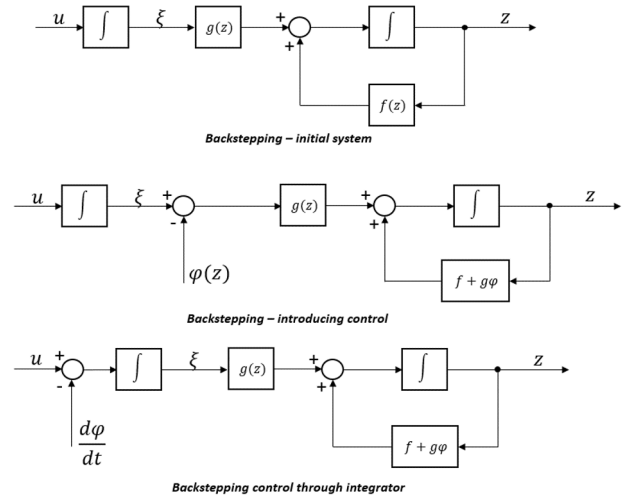 u ∫ ξ g(z) + + ∫ z
f(z)
Backstepping – initial system
u ∫ ξ + - g(z) + + ∫ z
φ(z)
f + gφ
Backstepping – introducing control
u + - ∫ ξ g(z) + + ∫ z
dφ
dt
f + gφ
Backstepping control through integrator